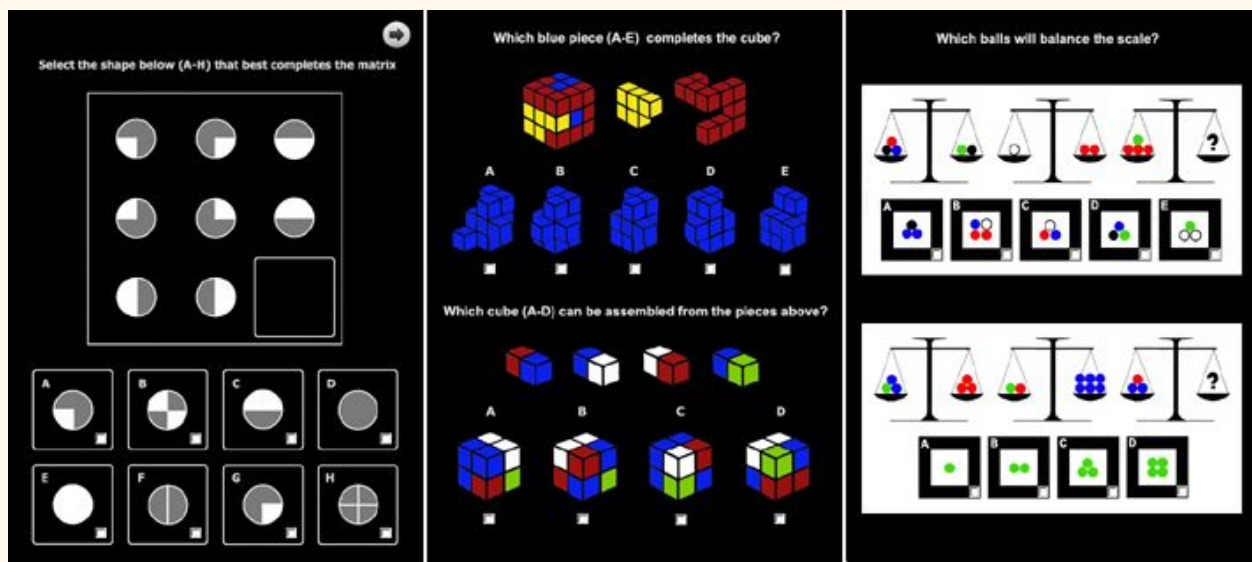 Select the shape below (A-H) that best completes the matrix
A
B
C
D
E
F
G
H
Which blue piece (A-E) completes the cube?
A
B
C
D
E
Which cube (A-D) can be assembled from the pieces above?
A
B
C
D
Which balls will balance the scale?
?
A
B
C
D
E
?
A
B
C
D